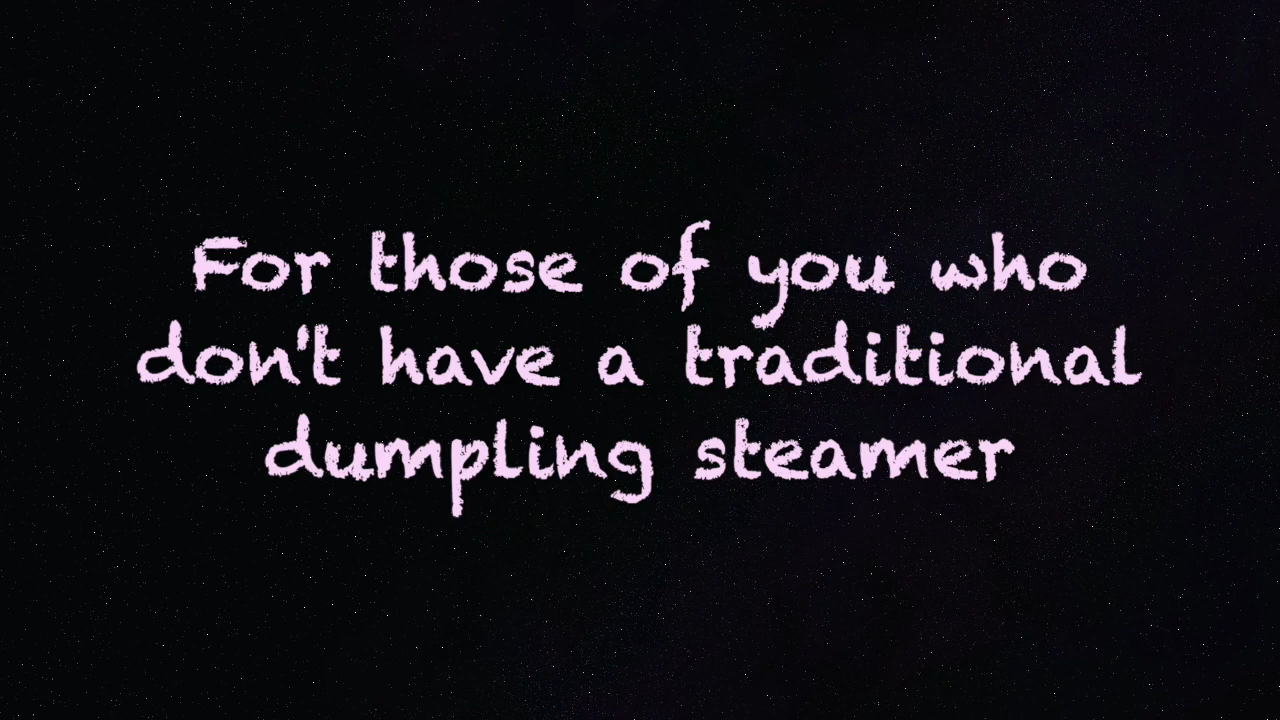 For those of you who
don't have a traditional
dumpling steamer